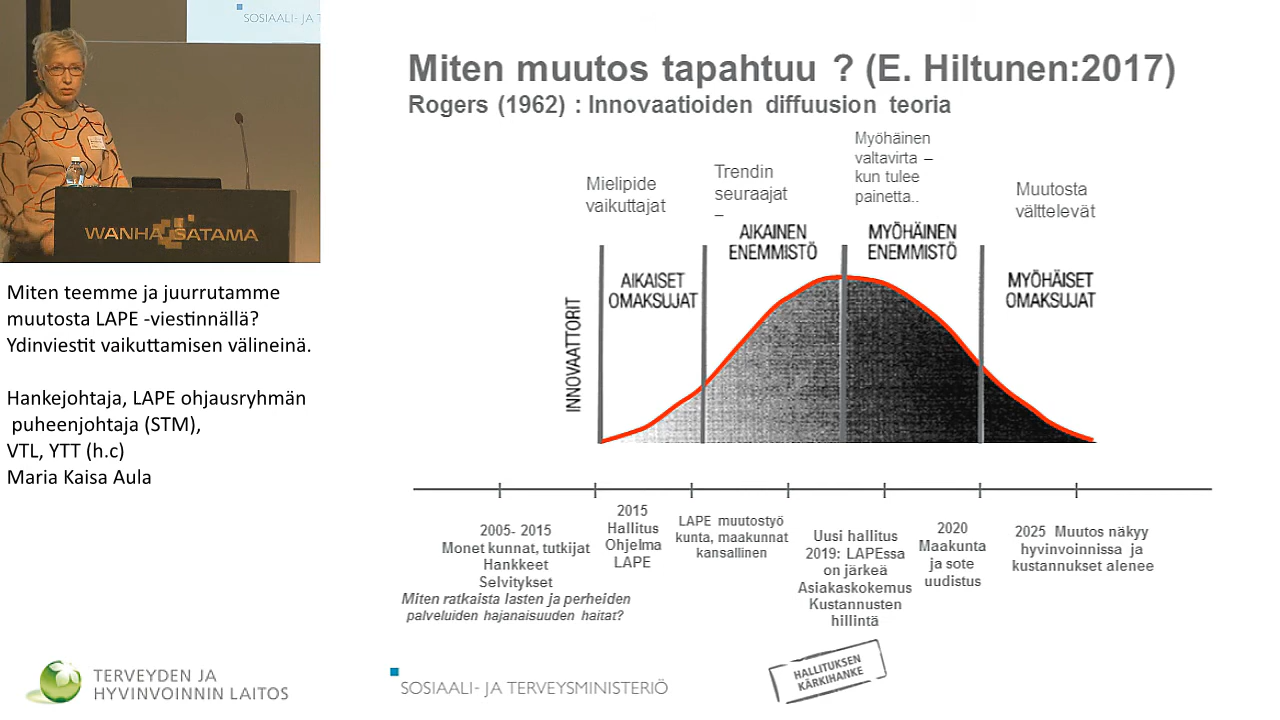 SOSIAALI- JA T
WANHA SATAMA
Miten teemme ja juurrutamme
muutosta LAPE -viestinnällä?
Ydinviestit vaikuttamisen välineinä.
Hankejohtaja, LAPE ohjausryhmän
puheenjohtaja (STM),
VTL, YTT (h.c)
Maria Kaisa Aula
TERVEYDEN JA
HYVINVOINNIN LAITOS
Miten muutos tapahtuu ? (E. Hiltunen:2017)
Rogers (1962) : Innovaatioiden diffuusion teoria
Mielipide
vaikuttajat
Trendin
seuraajat
–
Myöhäinen
valtavirta –
kun tulee
painetta..
Muutosta
välttelevät
INNOVAATTORIT
AIKAISET
OMAKSUJAT
AIKAINEN
ENEMMISTÖ
MYÖHÄINEN
ENEMMISTÖ
MYÖHÄISET
OMAKSUJAT
2005- 2015
Monet kunnat, tutkijat
Hankkeet
Selvitykset
Miten ratkaista lasten ja perheiden
palveluiden hajanaisuuden haitat?
2015
Hallitus
Ohjelma
LAPE
LAPE muutostyö
kunta, maakunnat
kansallinen
Uusi hallitus
2019: LAPEssa
on järkeä
Asiakaskokemus
Kustannusten
hillintä
2020
Maakunta
ja sote
uudistus
2025 Muutos näkyy
hyvinvoinnissa ja
kustannukset alenee
SOSIAALI- JA TERVEYSMINISTERIÖ
HALLITUKSEN
KÄRKIHANKE